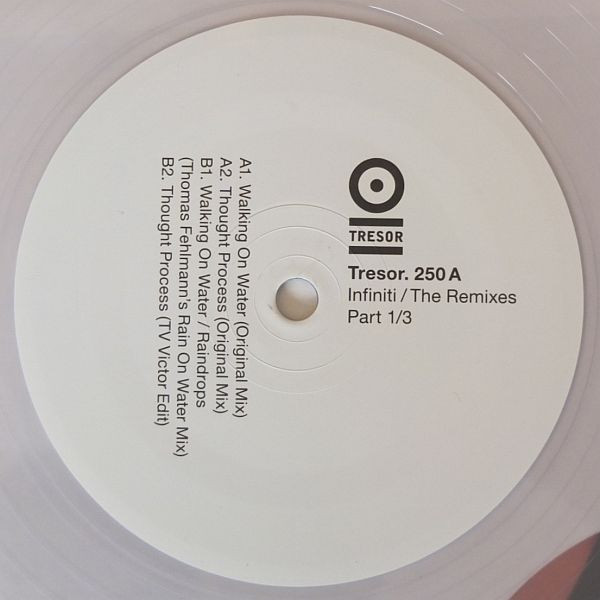 TRESOR
Tresor. 250 A
Infiniti / The Remixes
Part 1/3
A1. Walking On Water (Original Mix)
A2. Thought Process (Original Mix)
B1. Walking On Water / Raindrops
(Thomas Fehlmann's Rain On Water Mix)
B2. Thought Process (TV Victor Edit)